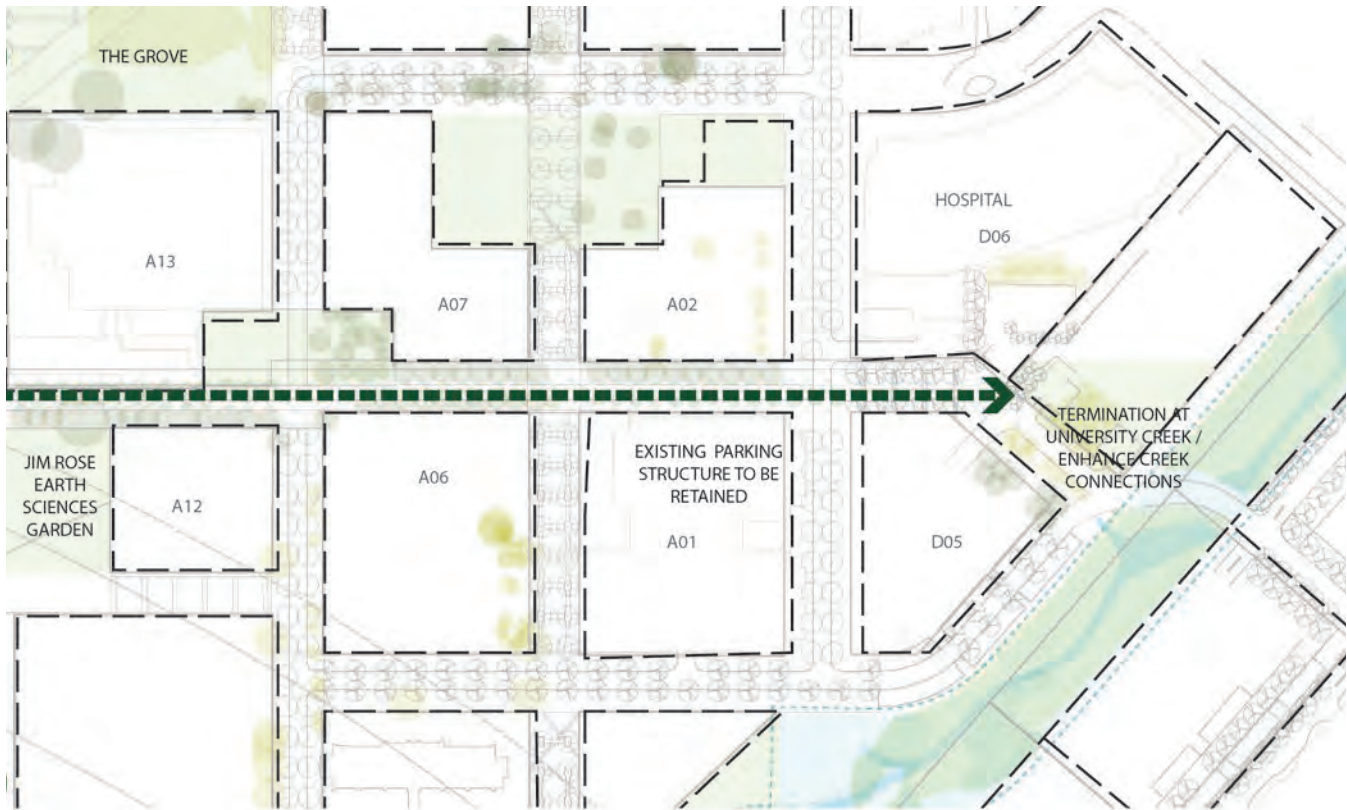 THE GROVE
HOSPITAL
D06
A13
A07
A02
TERMINATION AT
UNIVERSITY CREEK /
ENHANCE CREEK
CONNECTIONS
EXISTING PARKING
STRUCTURE TO BE
RETAINED
A01
JIM ROSE
EARTH
SCIENCES
GARDEN
A12
A06
D05